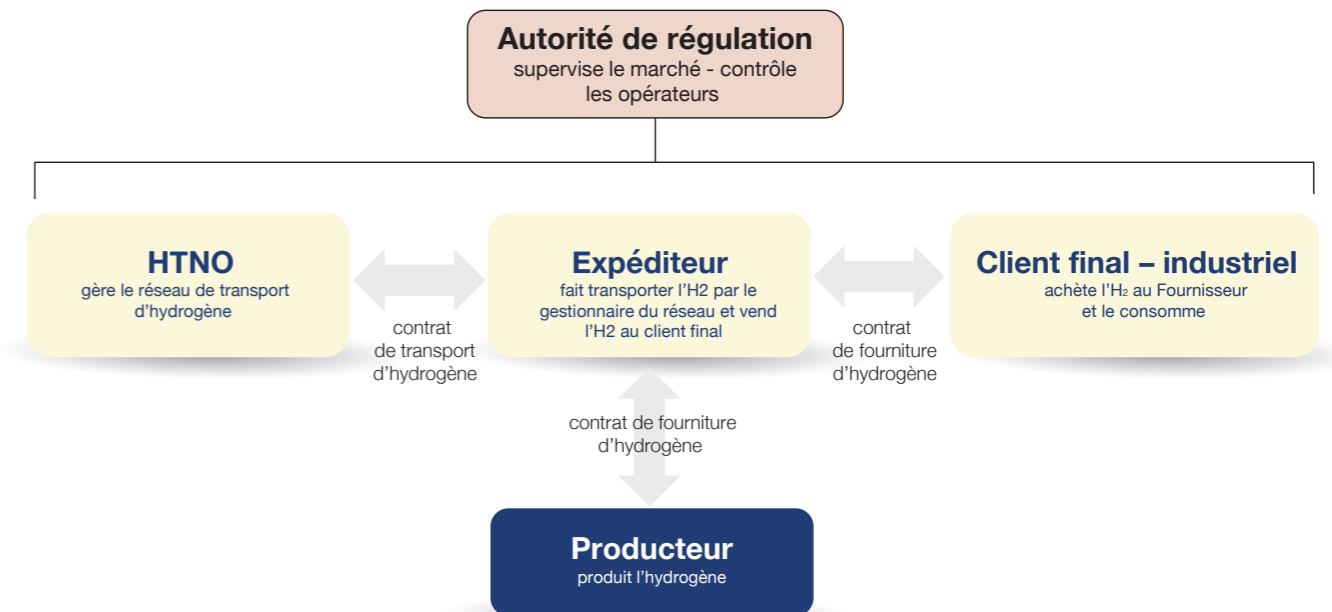 Autorité de régulation
supervise le marché - contrôle
les opérateurs
HTNO
gère le réseau de transport
d’hydrogène
contrat
de transport
d’hydrogène
Expéditeur
fait transporter l’H2 par le
gestionnaire du réseau et vend
l’H2 au client final
contrat
de fourniture
d’hydrogène
Client final – industriel
achète l’H₂ au Fournisseur
et le consomme
contrat de fourniture
d’hydrogène
Producteur
produit l’hydrogène